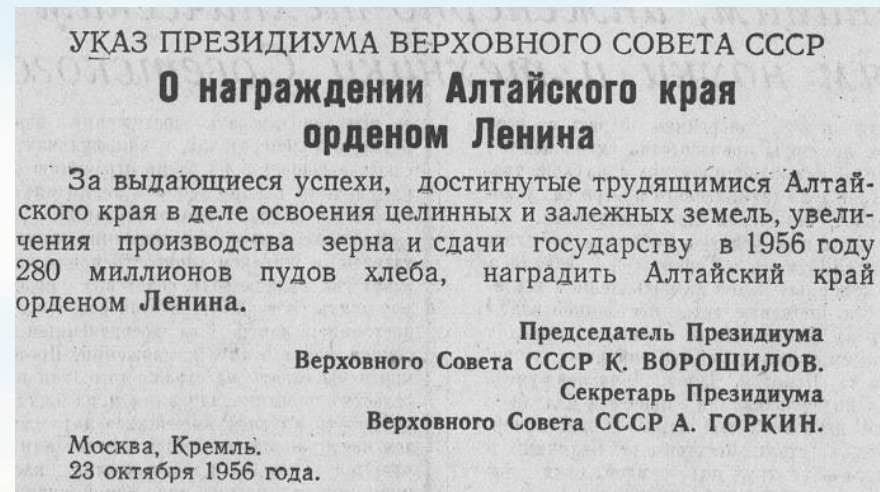 УКАЗ ПРЕЗИДИУМА ВЕРХОВНОГО СОВЕТА СССР
О награждении Алтайского края
орденом Ленина
За выдающиеся успехи, достигнутые трудящимися Алтай-
ского края в деле освоения целинных и залежных земель, увели-
чения производства зерна и сдачи государству в 1956 году
280 миллионов пудов хлеба, наградить Алтайский край
орденом Ленина.
Председатель Президиума
Верховного Совета СССР К. ВОРОШИЛОВ.
Секретарь Президиума
Верховного Совета СССР А. ГОРКИН.
Москва, Кремль.
23 октября 1956 года.